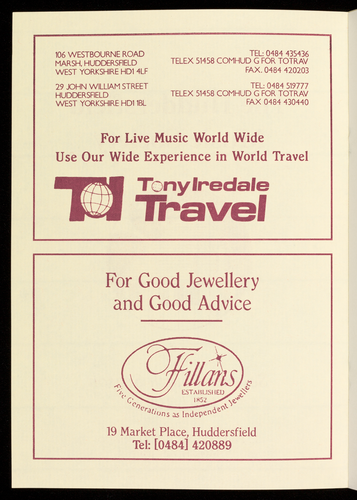 106 WESTBOURNE ROAD
MARSH, HUDDERSFIELD
WEST YORKSHIRE HD1 4LF
TEL: 0484 435436
TELEX 51458 COMHUD G FOR TOTRAV
FAX. 0484 420203
29 JOHN WILLIAM STREET
HUDDERSFIELD
WEST YORKSHIRE HD1 1BL
TEL: 0484 519777
TELEX 51458 COMHUD G FOR TOTRAV
FAX 0484 430440
For Live Music World Wide
Use Our Wide Experience in World Travel
TI Tony Iredale
Travel
For Good Jewellery
and Good Advice
Fillans
ESTABLISHED
1852
Five Generations as Independent Jewellers
19 Market Place, Huddersfield
Tel: [0484] 420889